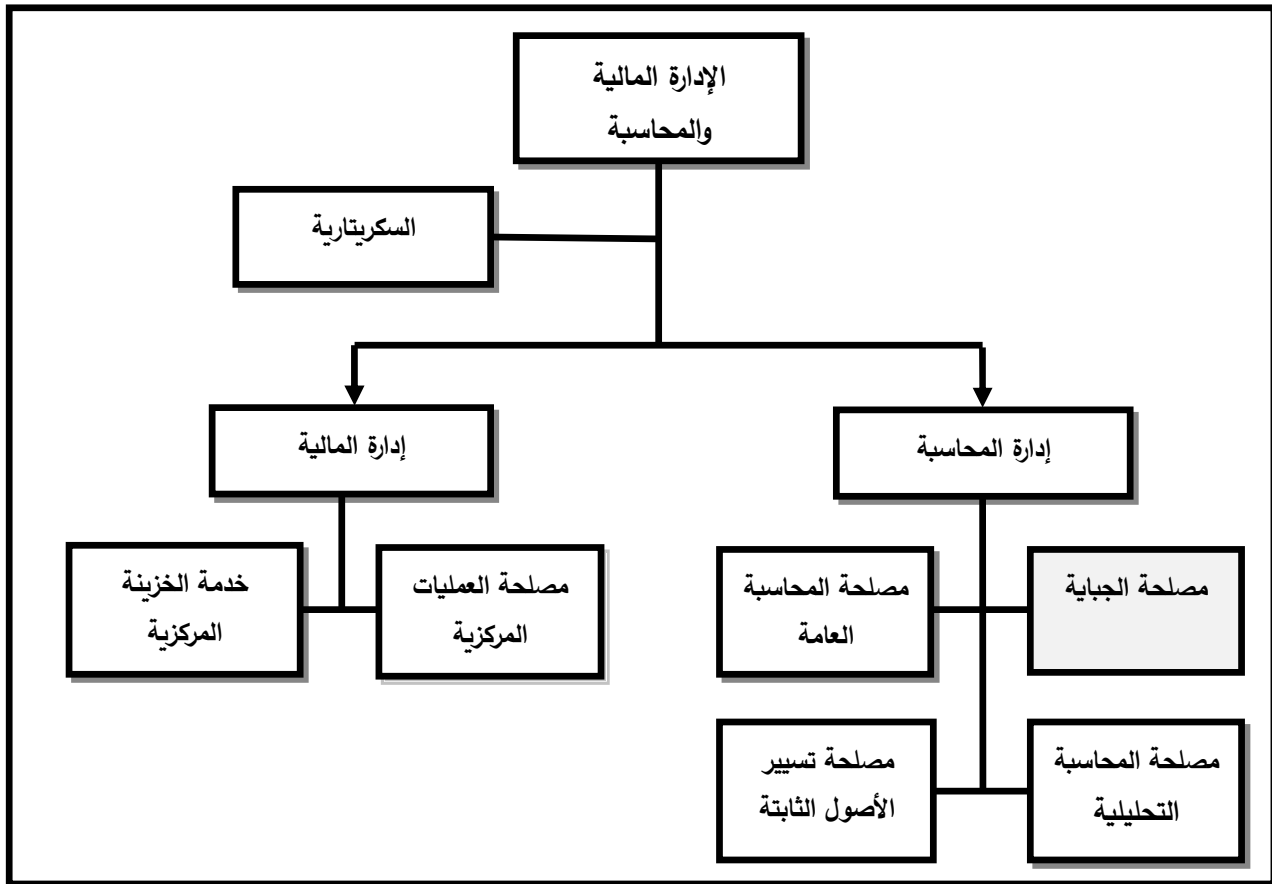 الإدارة المالية
والمحاسبة
السكريتارية
إدارة المحاسبة
إدارة المالية
مصلحة الجباية
مصلحة المحاسبة
العامة
مصلحة العمليات
المركزية
خدمة الخزينة
المركزية
مصلحة المحاسبة
التحليلية
مصلحة تسيير
الأصول الثابتة